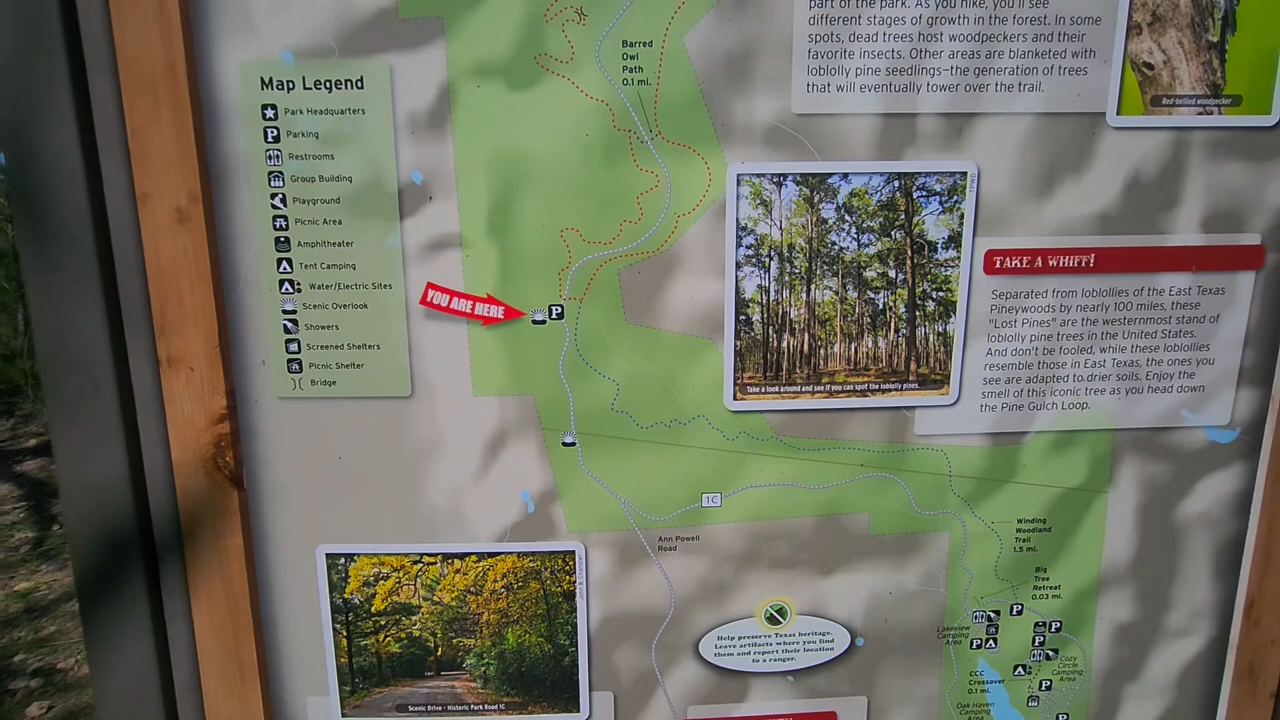 part of the park. As you hike, you'll see
different stages of growth in the forest. In some
spots, dead trees host woodpeckers and their
favorite insects. Other areas are blanketed with
loblolly pine seedlings—the generation of trees
that will eventually tower over the trail.
Red-bellied woodpecker
Barred
Owl
Path
0.1 mi.
Map Legend
Park Headquarters
P Parking
Restrooms
Group Building
Playground
Picnic Area
Amphitheater
Tent Camping
Water/Electric Sites
Scenic Overlook
Showers
Screened Shelters
Picnic Shelter
Bridge
YOU ARE HERE
P
TPWD
Take a look around and see if you can spot the loblolly pines.
TAKE A WHIFF!
Separated from loblollies of the East Texas
Pineywoods by nearly 100 miles, these
"Lost Pines" are the westernmost stand of
loblolly pine trees in the United States.
And don't be fooled, while these loblollies
resemble those in East Texas, the ones you
see are adapted to drier soils. Enjoy the
smell of this iconic tree as you head down
the Pine Gulch Loop.
1C
Ann Powell
Road
Winding
Woodland
Trail
1.5 mi.
Big
Tree
Retreat
0.03 mi.
P
P
P
P
P
P
Lakeview
Camping
Area
Cozy
Circle
Camping
Area
CCC
Crossover
0.1 mi.
Oak Haven
Camping
Area
Help preserve Texas heritage.
Leave artifacts where you find
them and report their location
to a ranger.
Scenic Drive - Historic Park Road 1C